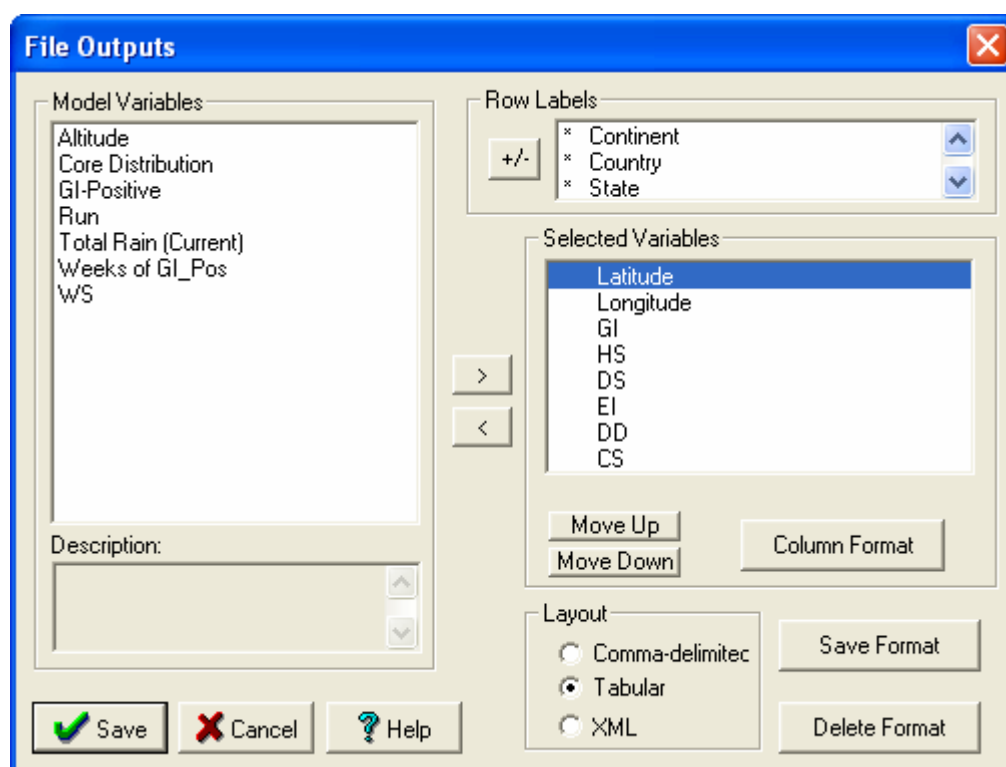 File Outputs
Model Variables
Altitude
Core Distribution
GI-Positive
Run
Total Rain (Current)
Weeks of GI_Pos
WS
Description:
Row Labels
+/-
* Continent
* Country
* State
Selected Variables
Latitude
Longitude
GI
HS
DS
EI
DD
CS
>
<
Move Up
Move Down
Column Format
Layout
Comma-delimitec
Tabular
XML
Save Format
Delete Format
Save
Cancel
? Help